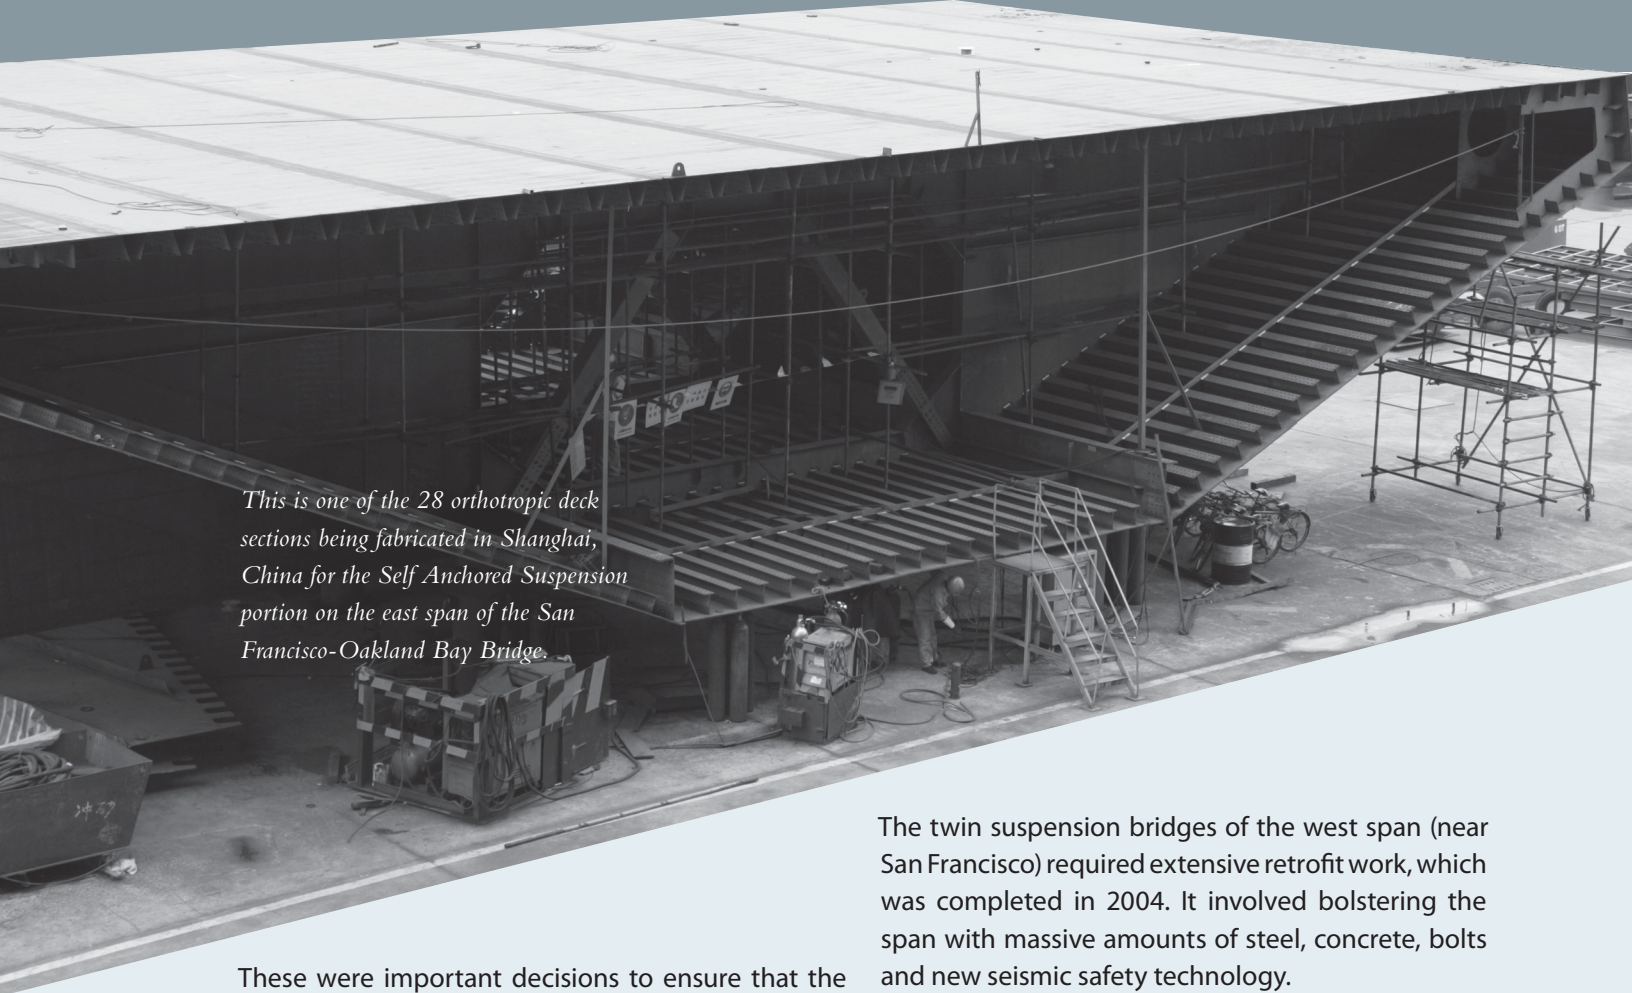 This is one of the 28 orthotropic deck
sections being fabricated in Shanghai,
China for the Self Anchored Suspension
portion on the east span of the San
Francisco-Oakland Bay Bridge.
These were important decisions to ensure that the
The twin suspension bridges of the west span (near
San Francisco) required extensive retrofit work, which
was completed in 2004. It involved bolstering the
span with massive amounts of steel, concrete, bolts
and new seismic safety technology.